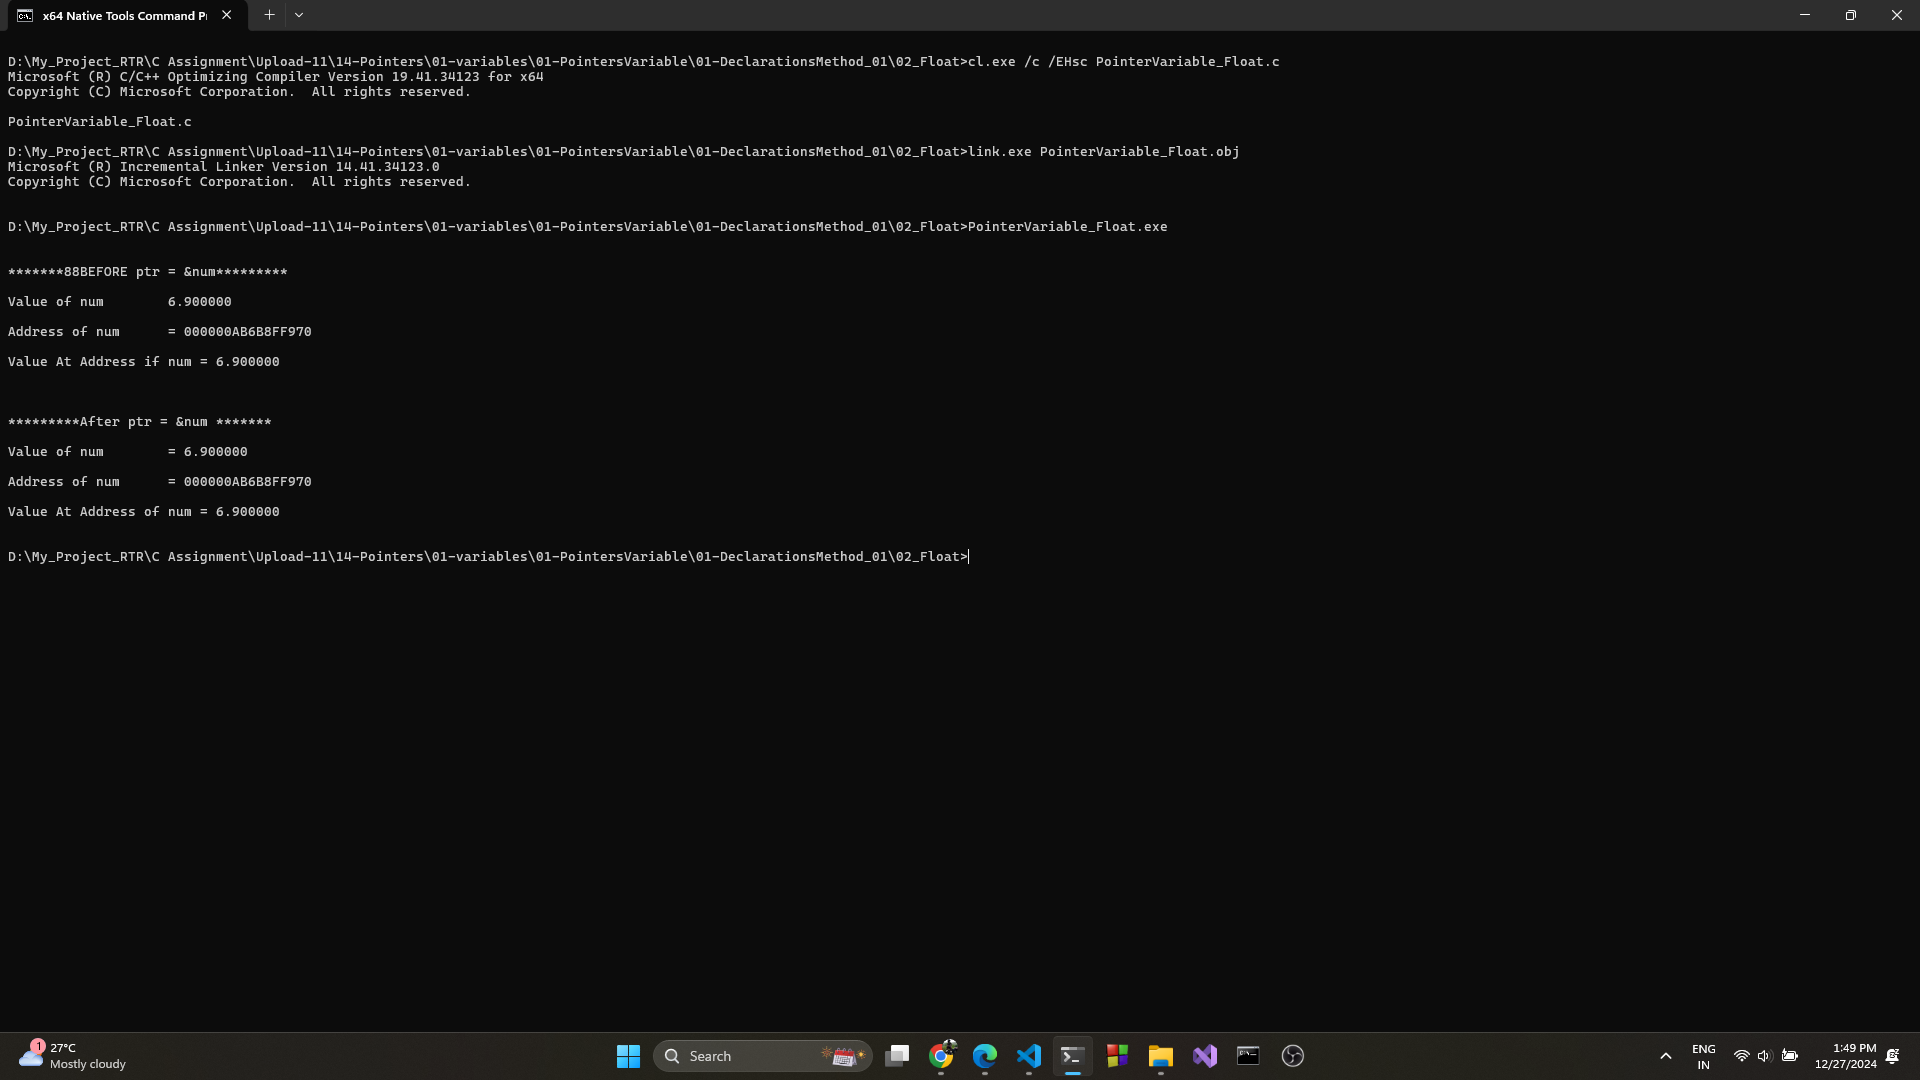 x64 Native Tools Command P
D:\My_Project_RTR\C Assignment\Upload-11\14-Pointers\01-variables\01-PointersVariable\01-DeclarationsMethod_01\02_Float>cl.exe /c /EHsc PointerVariable_Float.c
Microsoft (R) C/C++ Optimizing Compiler Version 19.41.34123 for x64
Copyright (C) Microsoft Corporation.  All rights reserved.
PointerVariable_Float.c
D:\My_Project_RTR\C Assignment\Upload-11\14-Pointers\01-variables\01-PointersVariable\01-DeclarationsMethod_01\02_Float>link.exe PointerVariable_Float.obj
Microsoft (R) Incremental Linker Version 14.41.34123.0
Copyright (C) Microsoft Corporation.  All rights reserved.
D:\My_Project_RTR\C Assignment\Upload-11\14-Pointers\01-variables\01-PointersVariable\01-DeclarationsMethod_01\02_Float>PointerVariable_Float.exe
*******88BEFORE ptr = &num*********
Value of num        6.900000
Address of num      = 000000AB6B8FF970
Value At Address if num = 6.900000
*********After ptr = &num *******
Value of num        = 6.900000
Address of num      = 000000AB6B8FF970
Value At Address of num = 6.900000
D:\My_Project_RTR\C Assignment\Upload-11\14-Pointers\01-variables\01-PointersVariable\01-DeclarationsMethod_01\02_Float>
1
27°C
Mostly cloudy
Search
ENG
IN
1:49 PM
12/27/2024